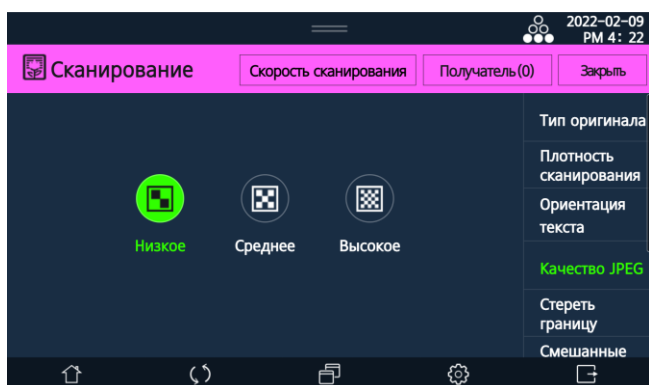 2022-02-09
PM 4: 22
Сканирование
Скорость сканирования
Получатель(0)
Закрыть
Тип оригинала
Плотность
сканирования
Ориентация
текста
Низкое
Среднее
Высокое
Качество JPEG
Стереть
границу
Смешанные